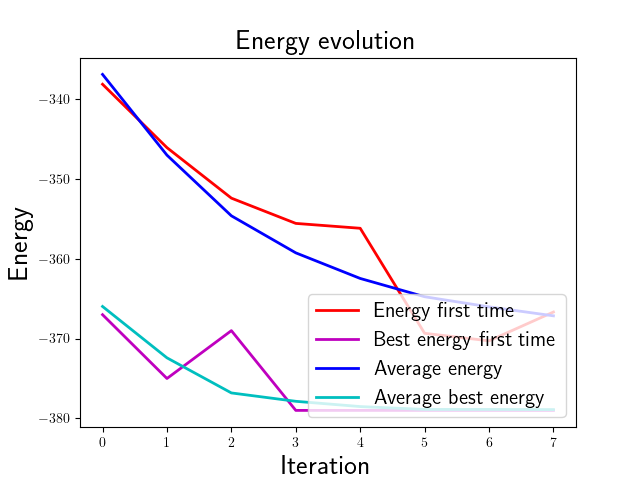 Energy evolution
Energy
−340
−350
−360
−370
−380
Energy first time
Best energy first time
Average energy
Average best energy
0 1 2 3 4 5 6 7
Iteration